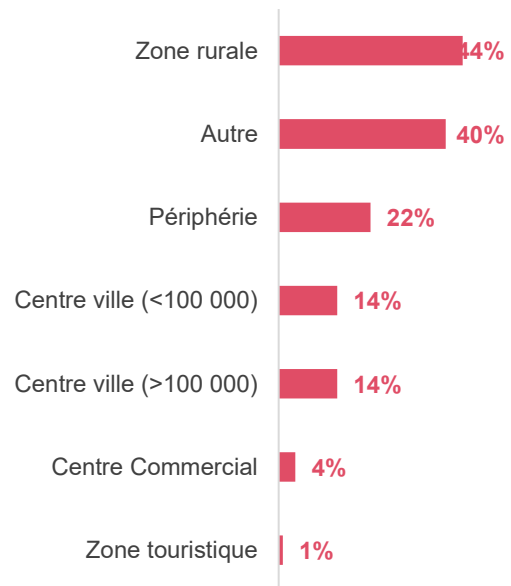 Zone rurale 44%
Autre 40%
Périphérie 22%
Centre ville (<100 000) 14%
Centre ville (>100 000) 14%
Centre Commercial 4%
Zone touristique 1%